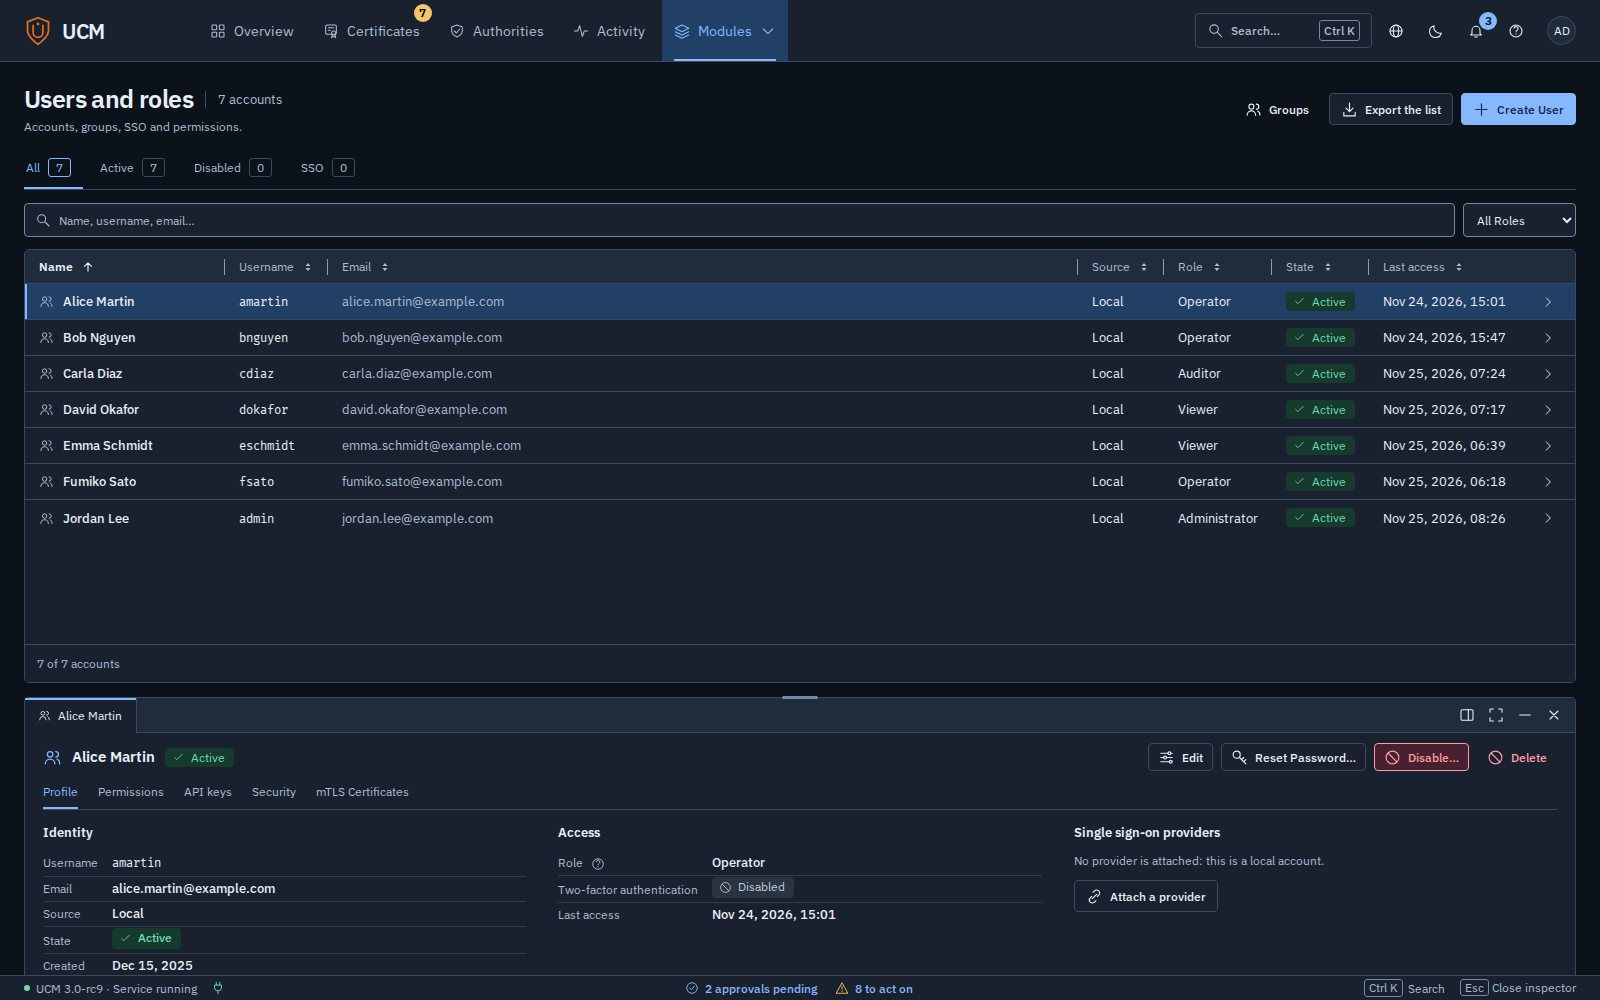 UCM
Overview
Certificates
7
Authorities
Activity
Modules
Search...
Ctrl K
3
AD
Users and roles
7 accounts
Accounts, groups, SSO and permissions.
Groups
Export the list
Create User
All 7
Active 7
Disabled 0
SSO 0
Name, username, email...
All Roles
Name Username Email Source Role State Last access
Alice Martin amartin alice.martin@example.com Local Operator Active Nov 24, 2026, 15:01
Bob Nguyen bnguyen bob.nguyen@example.com Local Operator Active Nov 24, 2026, 15:47
Carla Diaz cdiaz carla.diaz@example.com Local Auditor Active Nov 25, 2026, 07:24
David Okafor dokafor david.okafor@example.com Local Viewer Active Nov 25, 2026, 07:17
Emma Schmidt eschmidt emma.schmidt@example.com Local Viewer Active Nov 25, 2026, 06:39
Fumiko Sato fsato fumiko.sato@example.com Local Operator Active Nov 25, 2026, 06:18
Jordan Lee admin jordan.lee@example.com Local Administrator Active Nov 25, 2026, 08:26
7 of 7 accounts
Alice Martin
Alice Martin Active
Edit
Reset Password...
Disable...
Delete
Profile Permissions API keys Security mTLS Certificates
Identity
Username amartin
Email alice.martin@example.com
Source Local
State Active
Created Dec 15, 2025
Access
Role Operator
Two-factor authentication Disabled
Last access Nov 24, 2026, 15:01
Single sign-on providers
No provider is attached: this is a local account.
Attach a provider
UCM 3.0-rc9 · Service running
2 approvals pending
8 to act on
Ctrl K Search
Esc Close inspector